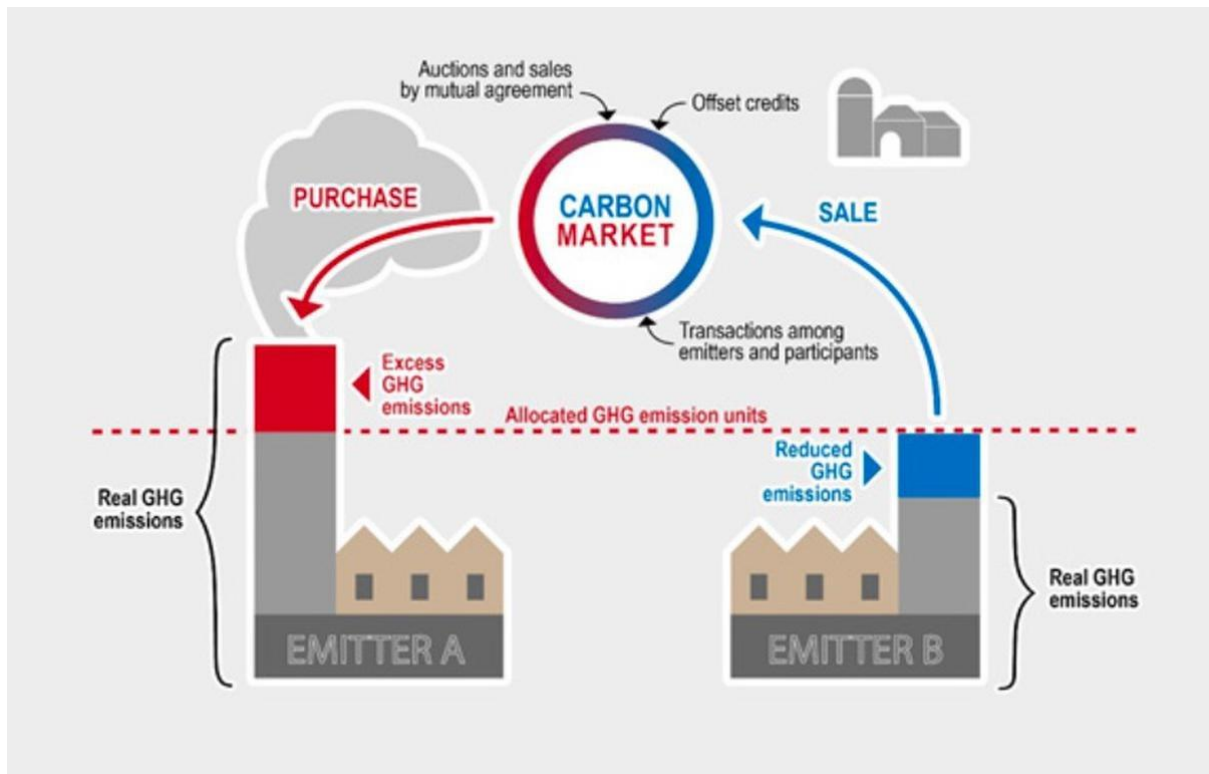 Auctions and sales
by mutual agreement
Offset credits
PURCHASE
CARBON
MARKET
SALE
Transactions among
emitters and participants
Excess
GHG
emissions
Allocated GHG emission units
Reduced
GHG
emissions
Real GHG
emissions
Real GHG
emissions
EMITTER A
EMITTER B